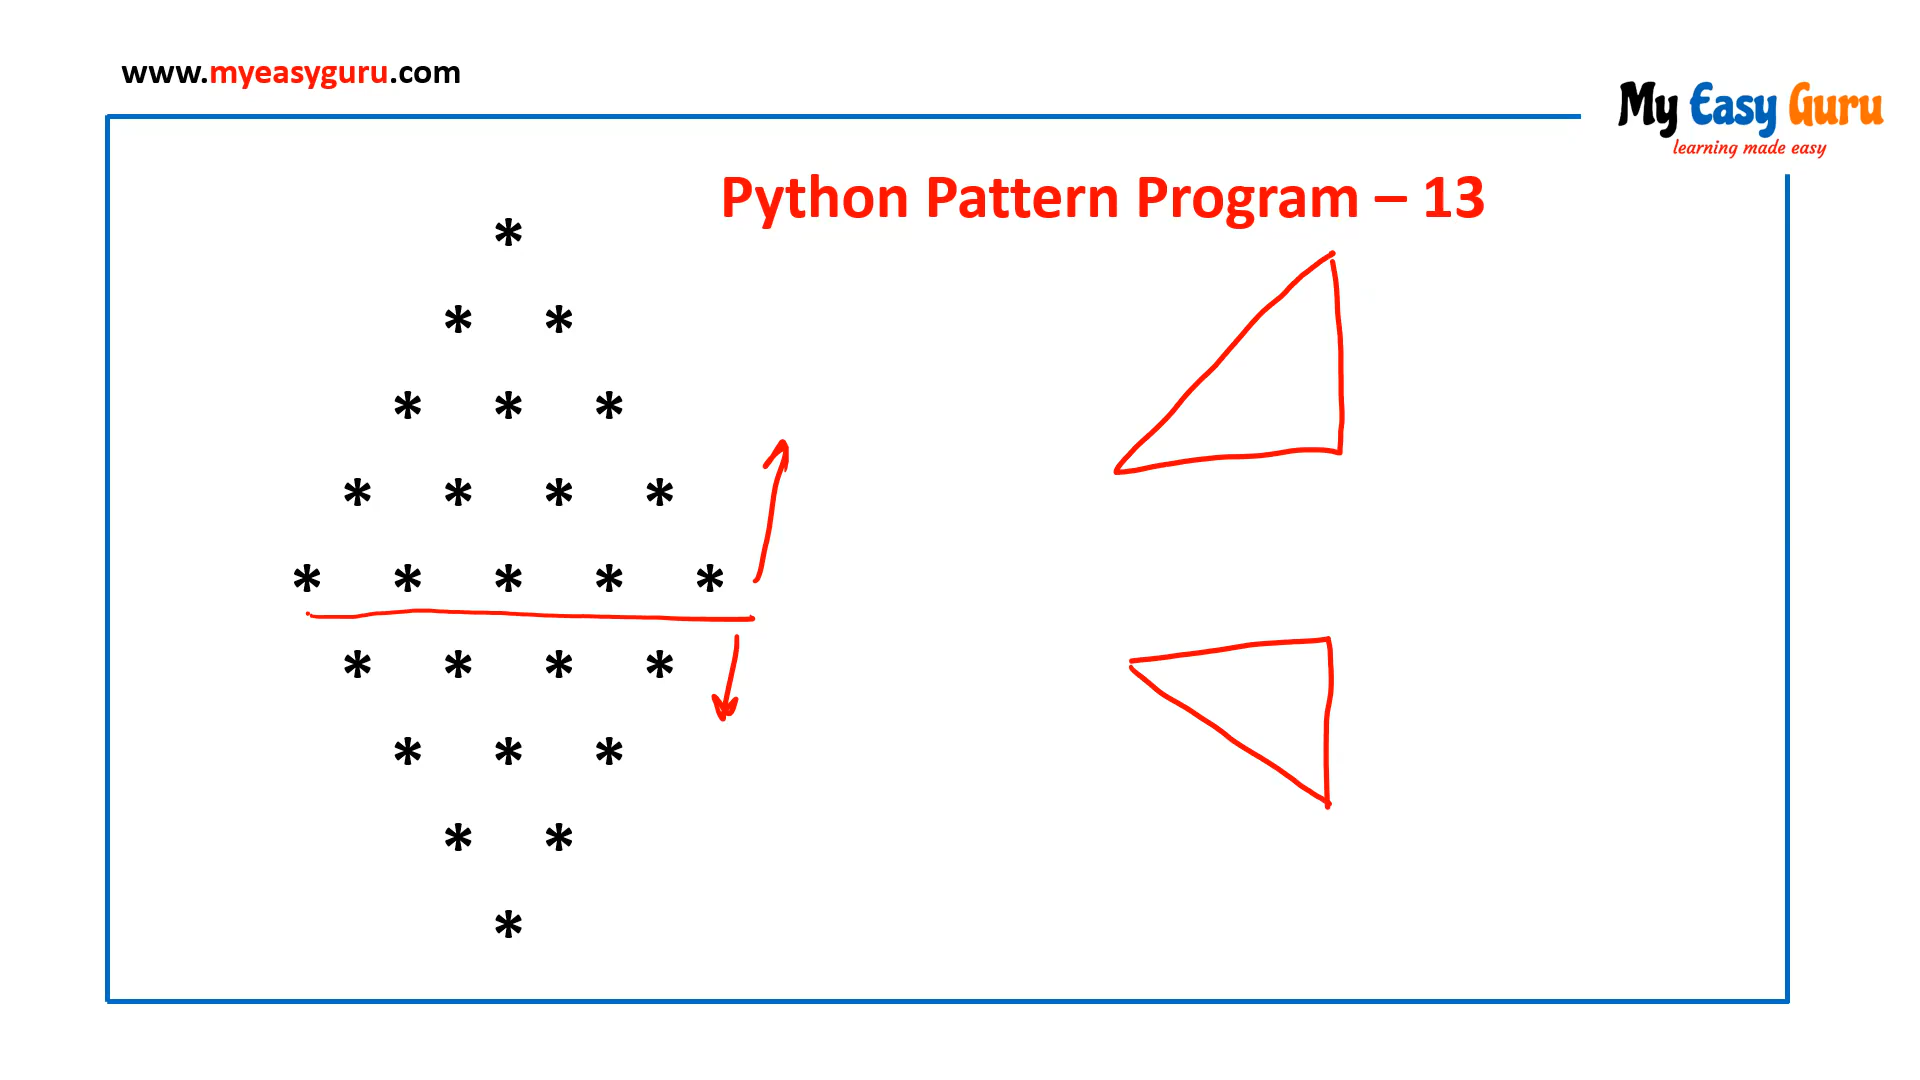 www.myeasyguru.com
My Easy Guru
learning made easy
Python Pattern Program – 13
*
* *
* * *
* * * *
* * * * *
* * * *
* * *
* *
*